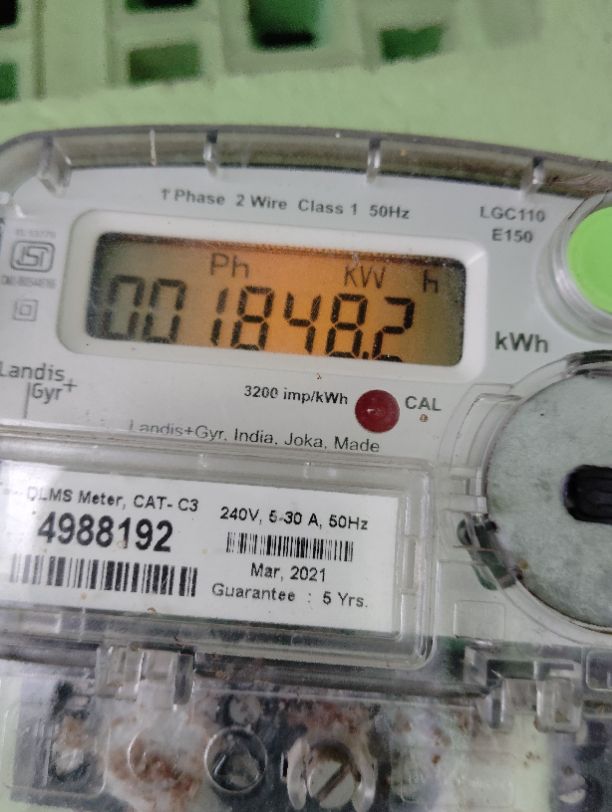 1 Phase 2 Wire Class 1 50Hz
LGC110
E150
Ph kW h
001848.2
kWh
Landis
Gyr+
3200 imp/kWh
CAL
Landis+Gyr, India, Joka, Made
DLMS Meter, CAT- C3
4988192
240V, 5-30 A, 50Hz
Mar, 2021
Guarantee : 5 Yrs.